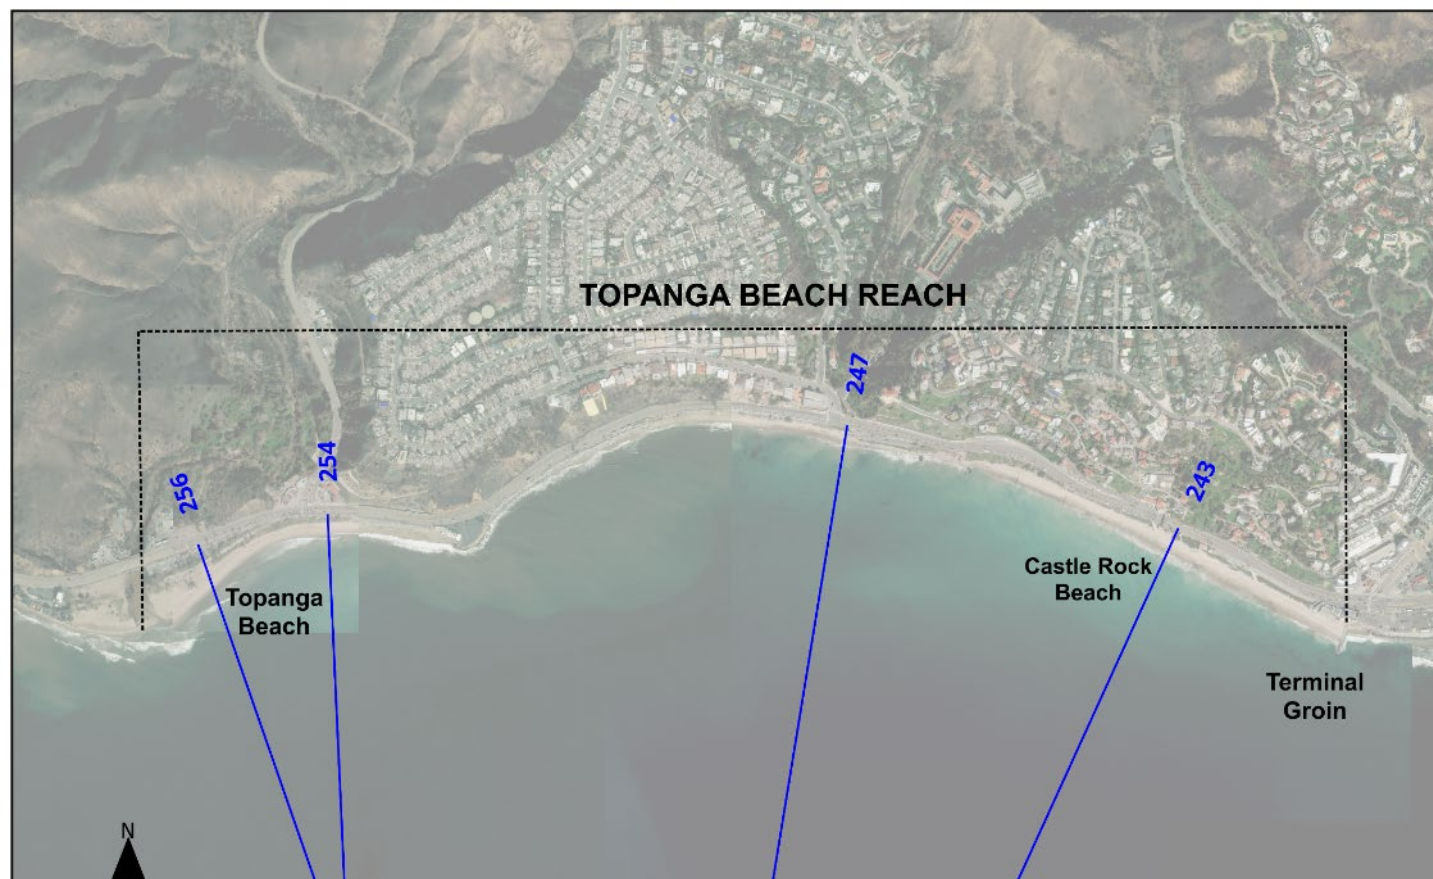 TOPANGA BEACH REACH
247
254
243
256
Castle Rock
Beach
Topanga
Beach
Terminal
Groin
N